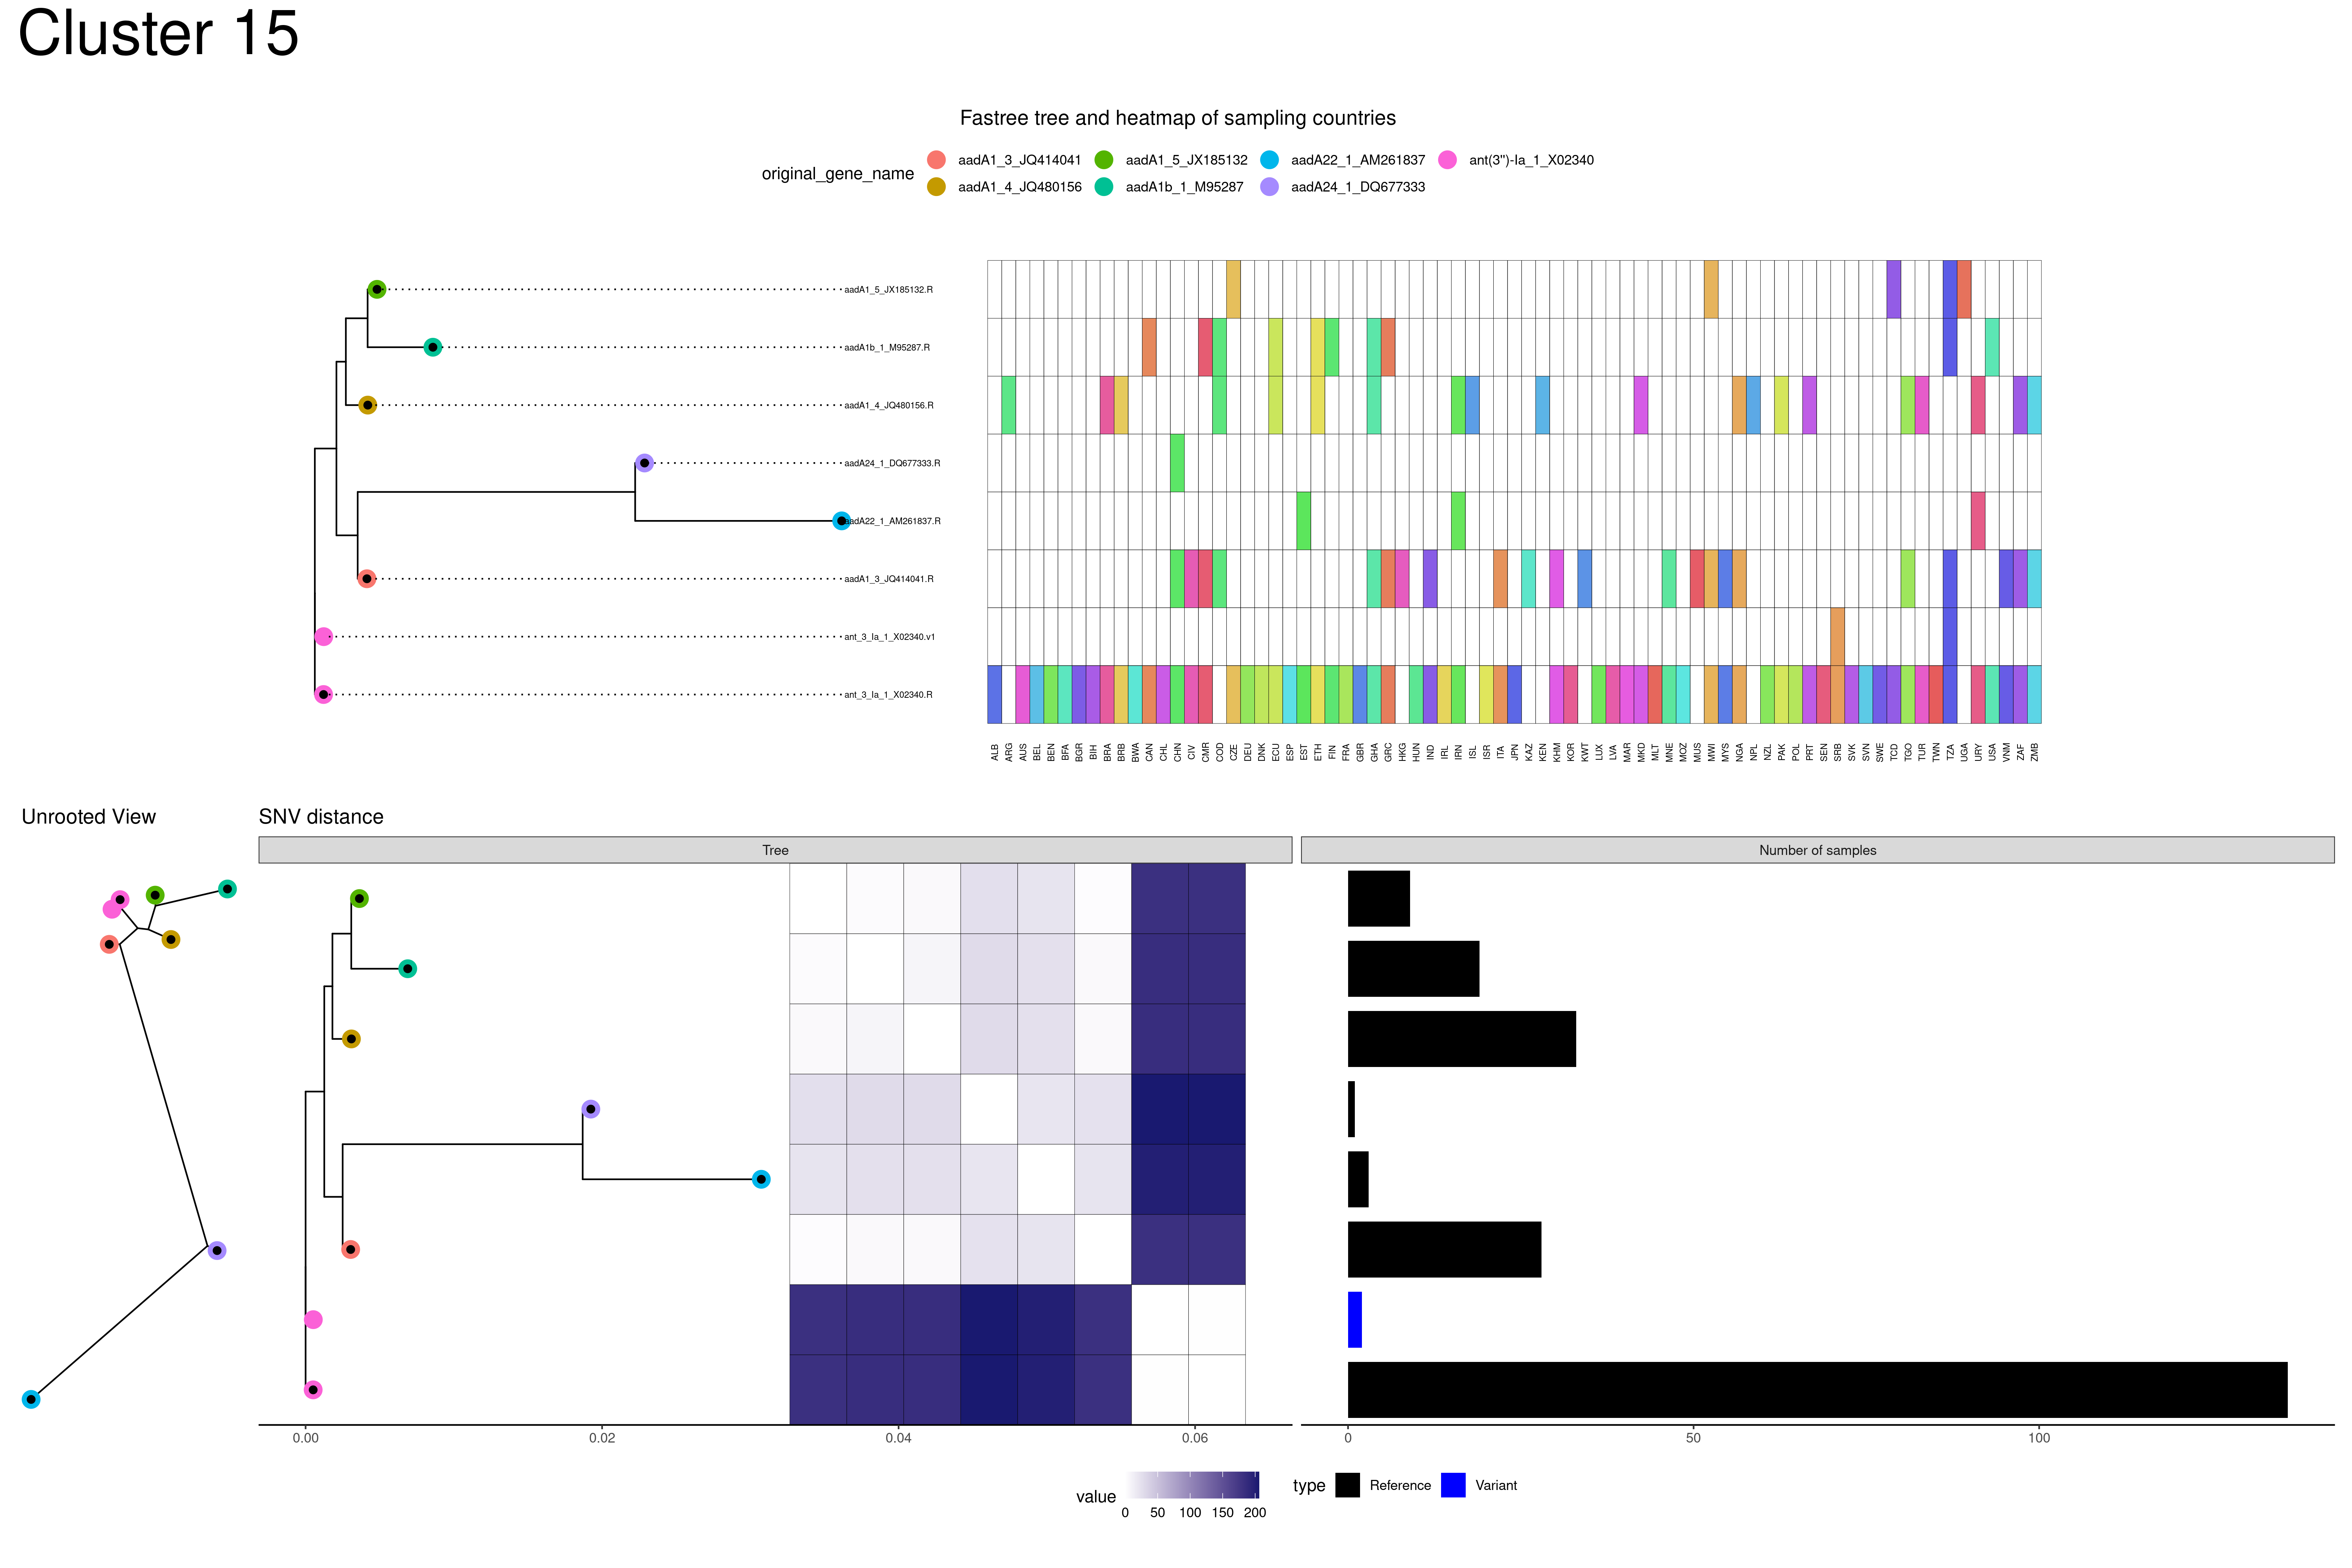 Cluster 15
Fastree tree and heatmap of sampling countries
original_gene_name
aadA1_3_JQ414041 aadA1_5_JX185132 aadA22_1_AM261837 ant(3")-Ia_1_X02340
aadA1_4_JQ480156 aadA1b_1_M95287 aadA24_1_DQ677333
aadA1_5_JX185132.R
aadA1b_1_M95287.R
aadA1_4_JQ480156.R
aadA24_1_DQ677333.R
aadA22_1_AM261837.R
aadA1_3_JQ414041.R
ant_3_Ia_1_X02340.v1
ant_3_Ia_1_X02340.R
ALB ARG AUS BEL BEN BFA BGR BIH BRA BRB BWA CAN CHL CHN CIV CMR COD CZE DEU DNK ECU ESP EST ETH FIN FRA GBR GHA GRC HKG HUN IND IRL IRN ISL ISR ITA JPN KAZ KEN KHM KOR KWT LUX LVA MAR MKD MLT MNE MOZ MUS MWI MYS NGA NPL NZL PAK POL PRT SEN SRB SVK SVN SWE TCD TGO TUR TWN TZA UGA URY USA VNM ZAF ZMB
Unrooted View
SNV distance
Tree
Number of samples
0.00 0.02 0.04 0.06
0 50 100
value
0 50 100 150 200
type
Reference
Variant